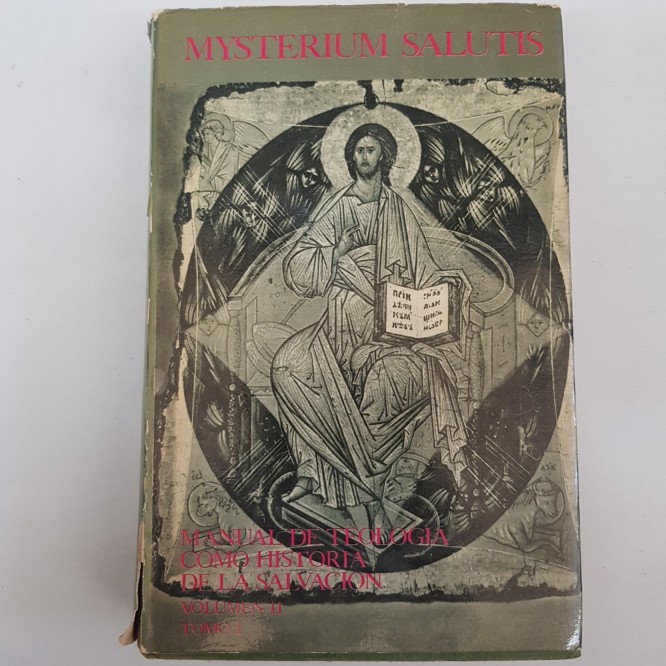 MYSTERIUM SALUTIS
MANUAL DE TEOLOGIA
COMO HISTORIA
DE LA SALVACION
VOLUMEN II
TOMO I